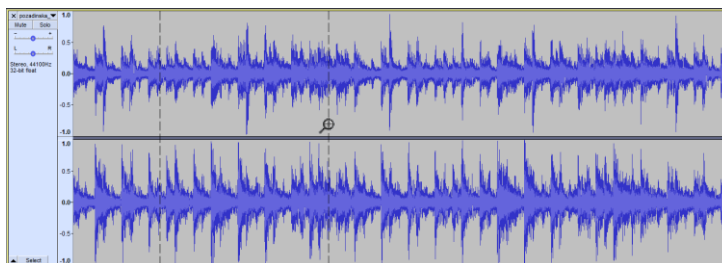 pozadinska_
Mute Solo
- +
L R
Stereo, 44100Hz
32-bit float
Select
1.0
0.5
0.0
-0.5
-1.0
1.0
0.5
0.0
-0.5
-1.0